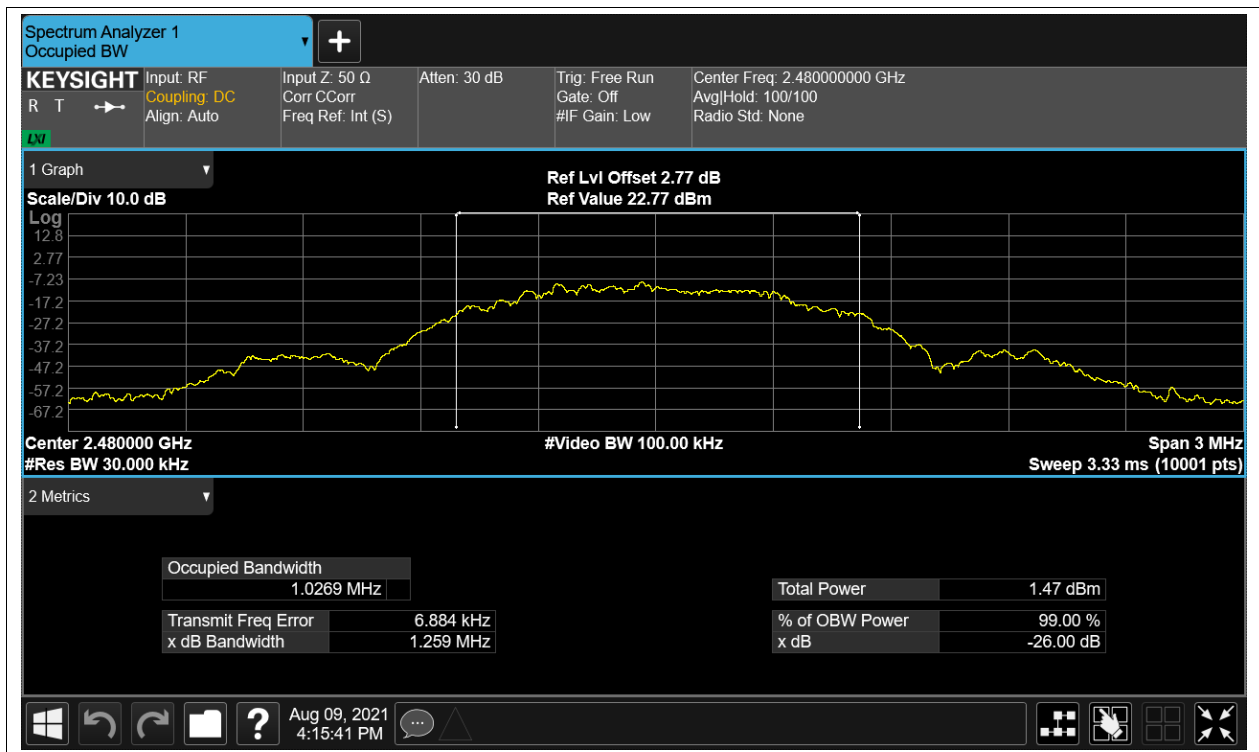 Spectrum Analyzer 1
Occupied BW
KEYSIGHT
R T
LXI
Input: RF
Coupling: DC
Align: Auto
Input Z: 50 Ω
Corr CCorr
Freq Ref: Int (S)
Atten: 30 dB
Trig: Free Run
Gate: Off
#IF Gain: Low
Center Freq: 2.480000000 GHz
Avg|Hold: 100/100
Radio Std: None
1 Graph
Scale/Div 10.0 dB
Ref Lvl Offset 2.77 dB
Ref Value 22.77 dBm
Log
12.8
2.77
-7.23
-17.2
-27.2
-37.2
-47.2
-57.2
-67.2
Center 2.480000 GHz
#Video BW 100.00 kHz
Span 3 MHz
#Res BW 30.000 kHz
Sweep 3.33 ms (10001 pts)
2 Metrics
Occupied Bandwidth
1.0269 MHz
Total Power 1.47 dBm
Transmit Freq Error 6.884 kHz
% of OBW Power 99.00 %
x dB Bandwidth 1.259 MHz
x dB -26.00 dB
?
Aug 09, 2021
4:15:41 PM